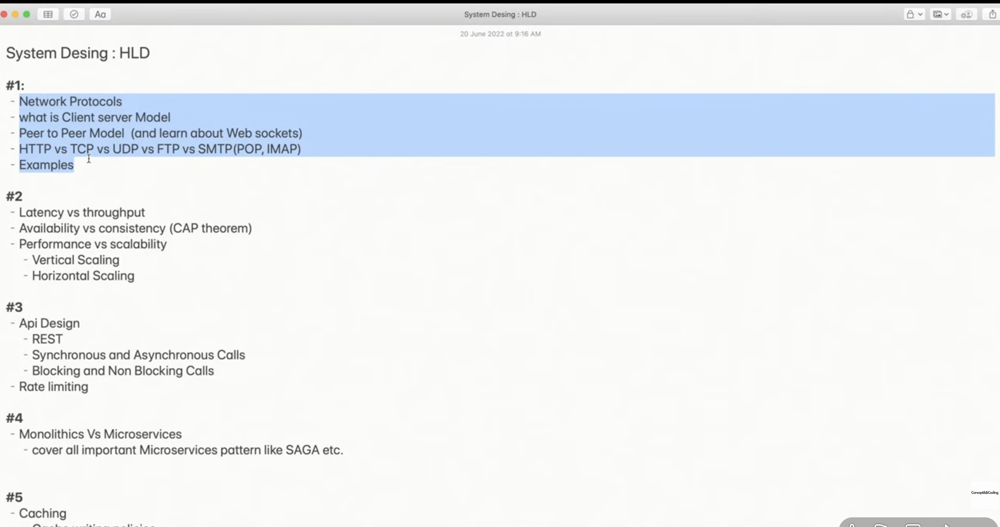 Aa
System Desing : HLD
20 June 2022 at 9:16 AM
System Desing : HLD
#1:
- Network Protocols
- what is Client server Model
- Peer to Peer Model  (and learn about Web sockets)
- HTTP vs TCP vs UDP vs FTP vs SMTP(POP, IMAP)
- Examples
#2
- Latency vs throughput
- Availability vs consistency (CAP theorem)
- Performance vs scalability
- Vertical Scaling
- Horizontal Scaling
#3
- Api Design
- REST
- Synchronous and Asynchronous Calls
- Blocking and Non Blocking Calls
- Rate limiting
#4
- Monolithics Vs Microservices
- cover all important Microservices pattern like SAGA etc.
#5
- Caching
Cache writing policies
Concept&&Coding